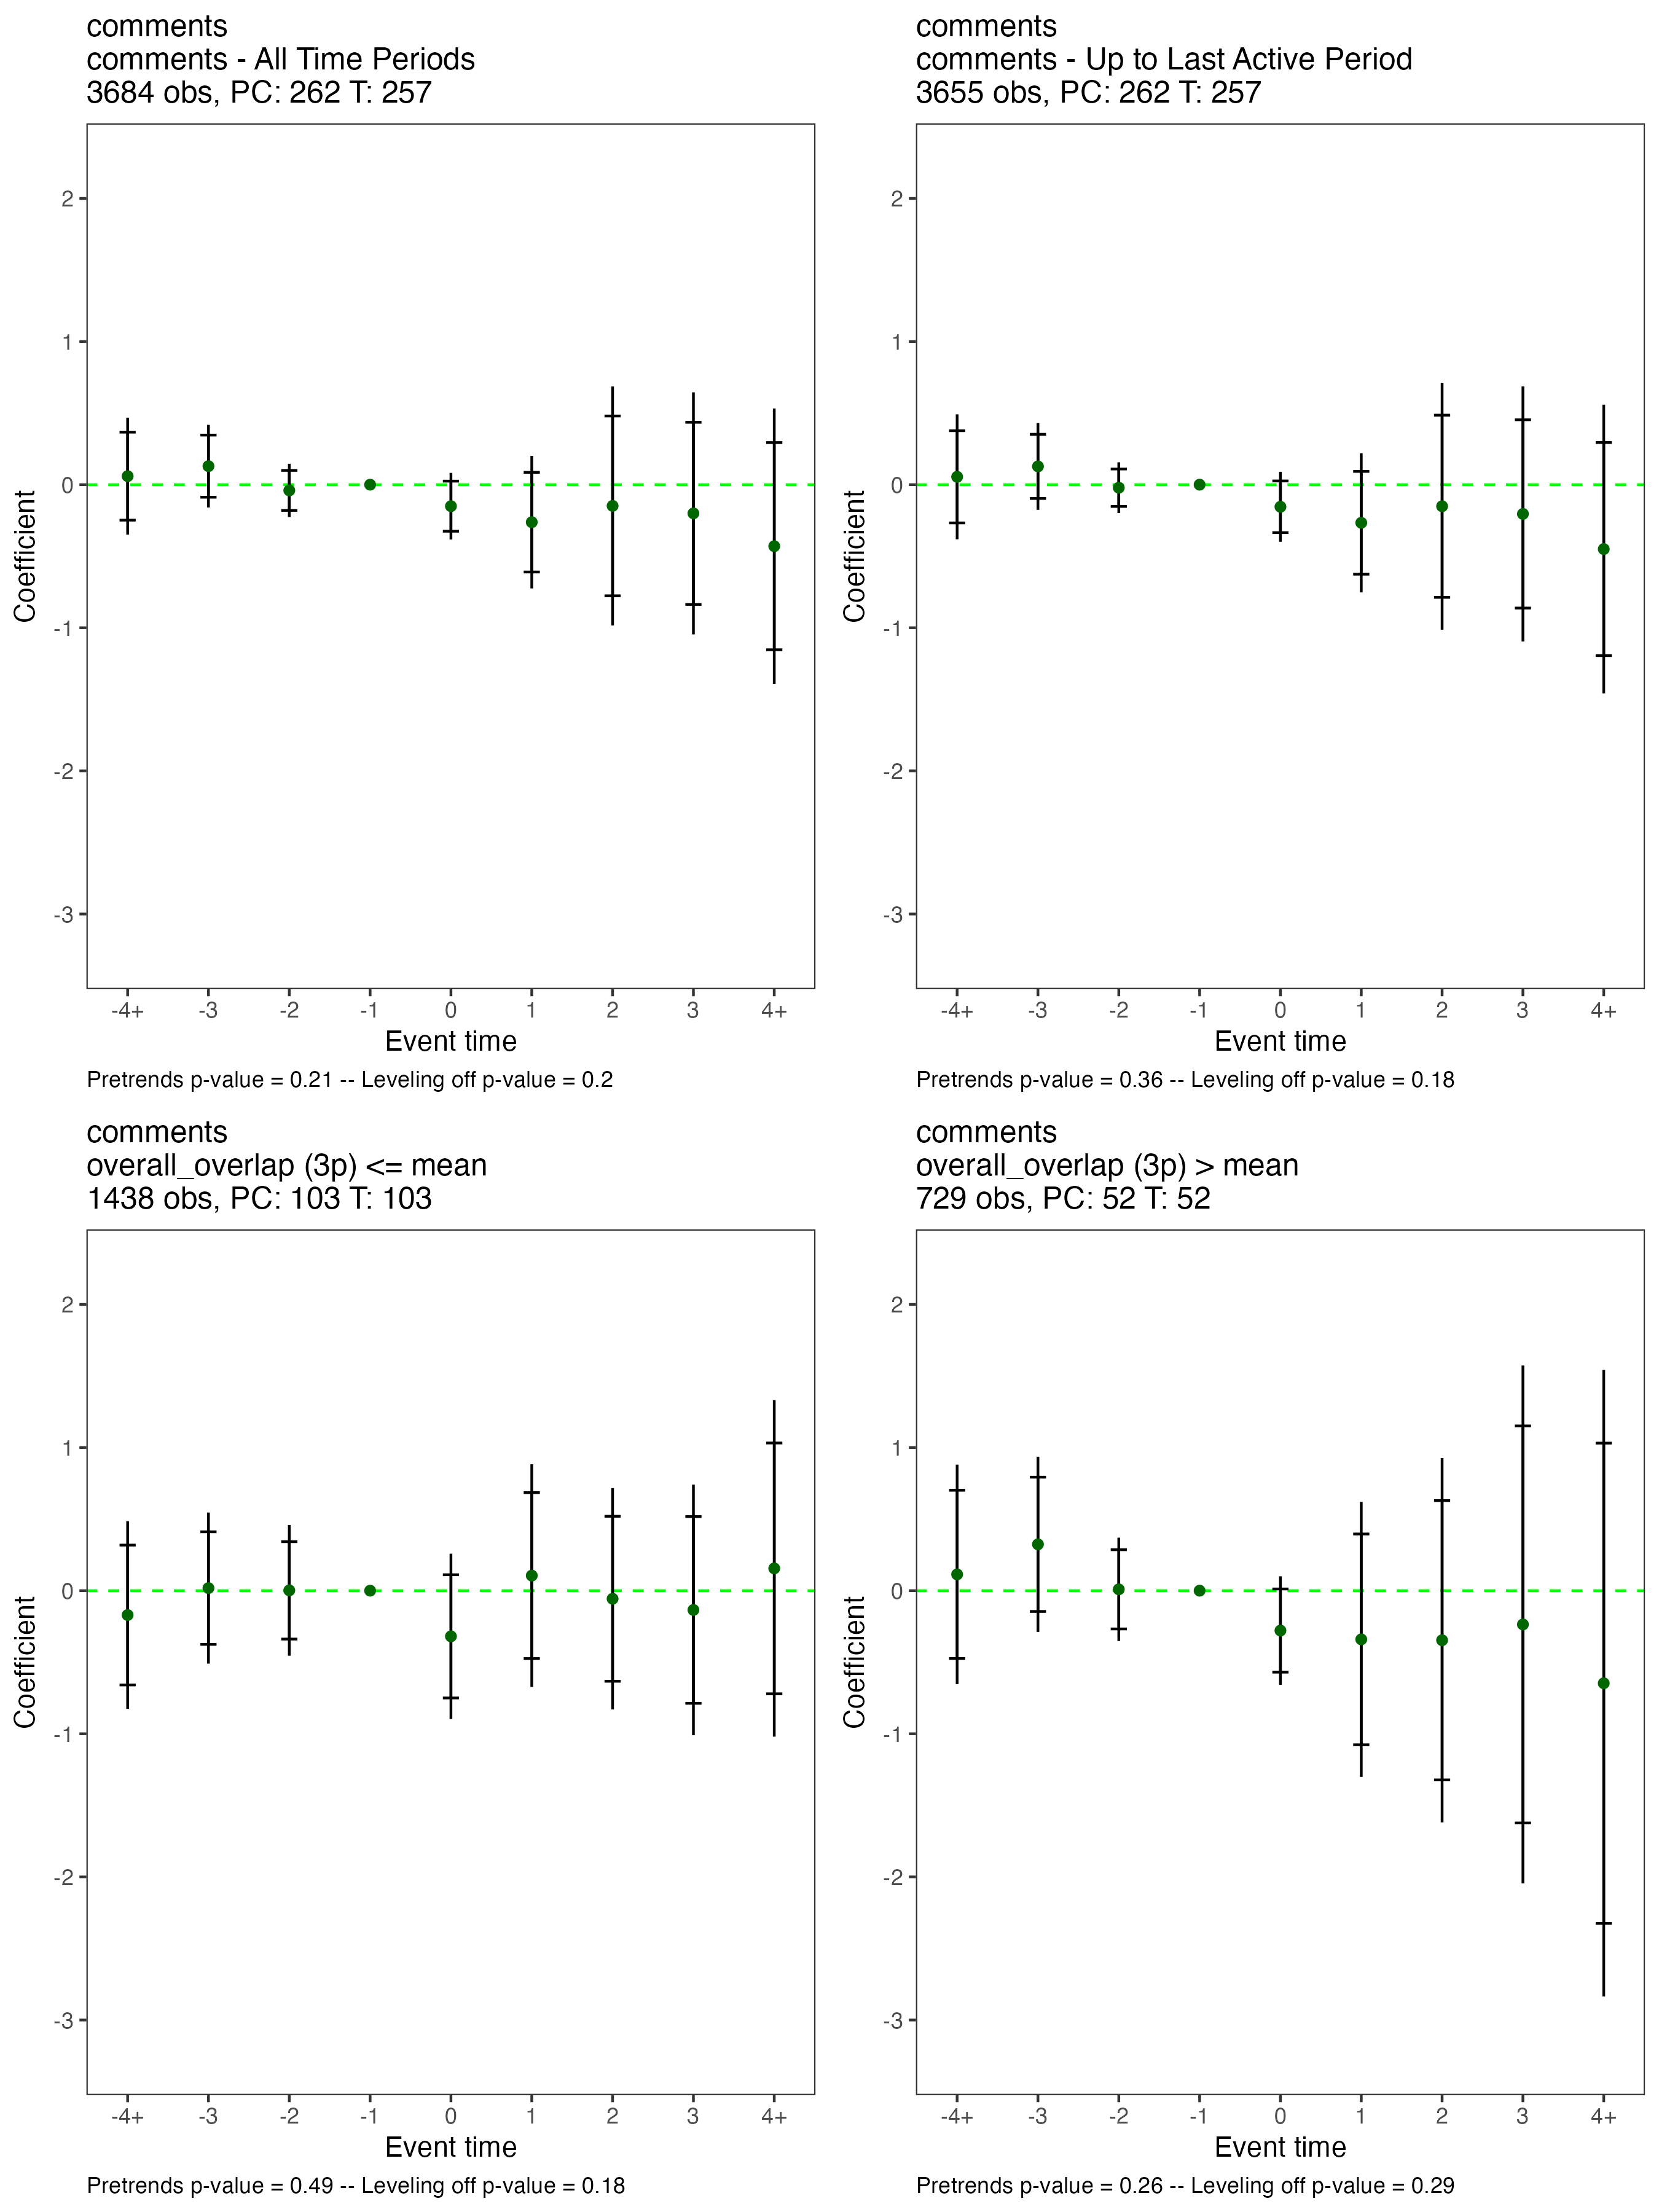 comments
comments - All Time Periods
3684 obs, PC: 262 T: 257
2
1
0
-1
-2
-3
Coefficient
-4+ -3 -2 -1 0 1 2 3 4+
Event time
Pretrends p-value = 0.21 -- Leveling off p-value = 0.2
comments
comments - Up to Last Active Period
3655 obs, PC: 262 T: 257
2
1
0
-1
-2
-3
Coefficient
-4+ -3 -2 -1 0 1 2 3 4+
Event time
Pretrends p-value = 0.36 -- Leveling off p-value = 0.18
comments
overall_overlap (3p) <= mean
1438 obs, PC: 103 T: 103
2
1
0
-1
-2
-3
Coefficient
-4+ -3 -2 -1 0 1 2 3 4+
Event time
Pretrends p-value = 0.49 -- Leveling off p-value = 0.18
comments
overall_overlap (3p) > mean
729 obs, PC: 52 T: 52
2
1
0
-1
-2
-3
Coefficient
-4+ -3 -2 -1 0 1 2 3 4+
Event time
Pretrends p-value = 0.26 -- Leveling off p-value = 0.29